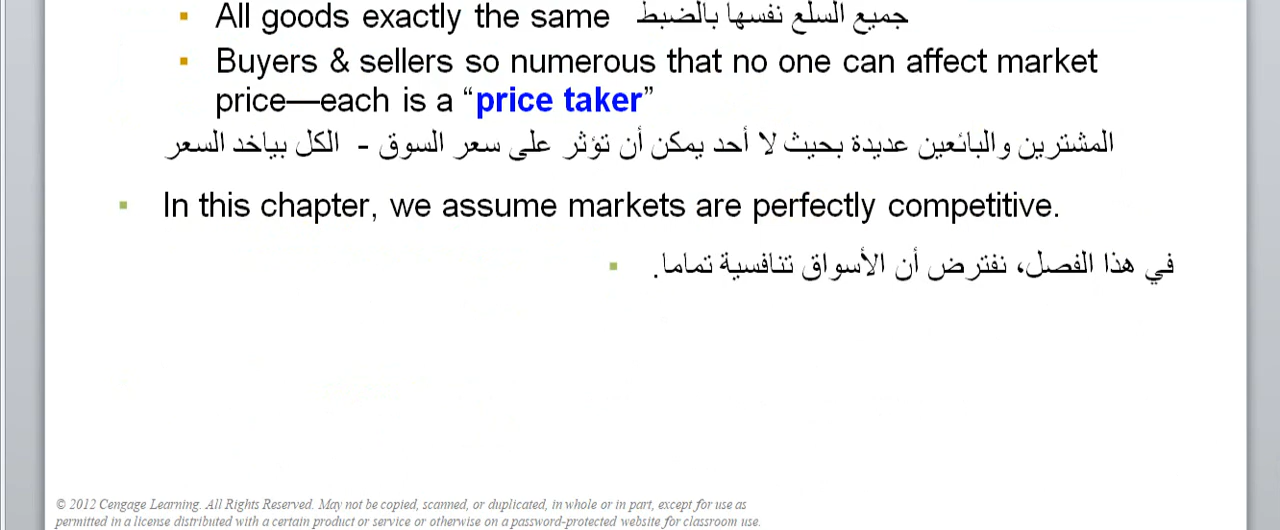 All goods exactly the same جميع السلع نفسها بالضبط
Buyers & sellers so numerous that no one can affect market
price—each is a “price taker”
المشترين والبائعين عديدة بحيث لا أحد يمكن أن تؤثر على سعر السوق - الكل بياخد السعر
In this chapter, we assume markets are perfectly competitive.
في هذا الفصل، نفترض أن الأسواق تنافسية تماما.
© 2012 Cengage Learning. All Rights Reserved. May not be copied, scanned, or duplicated, in whole or in part, except for use as
permitted in a license distributed with a certain product or service or otherwise on a password-protected website for classroom use.